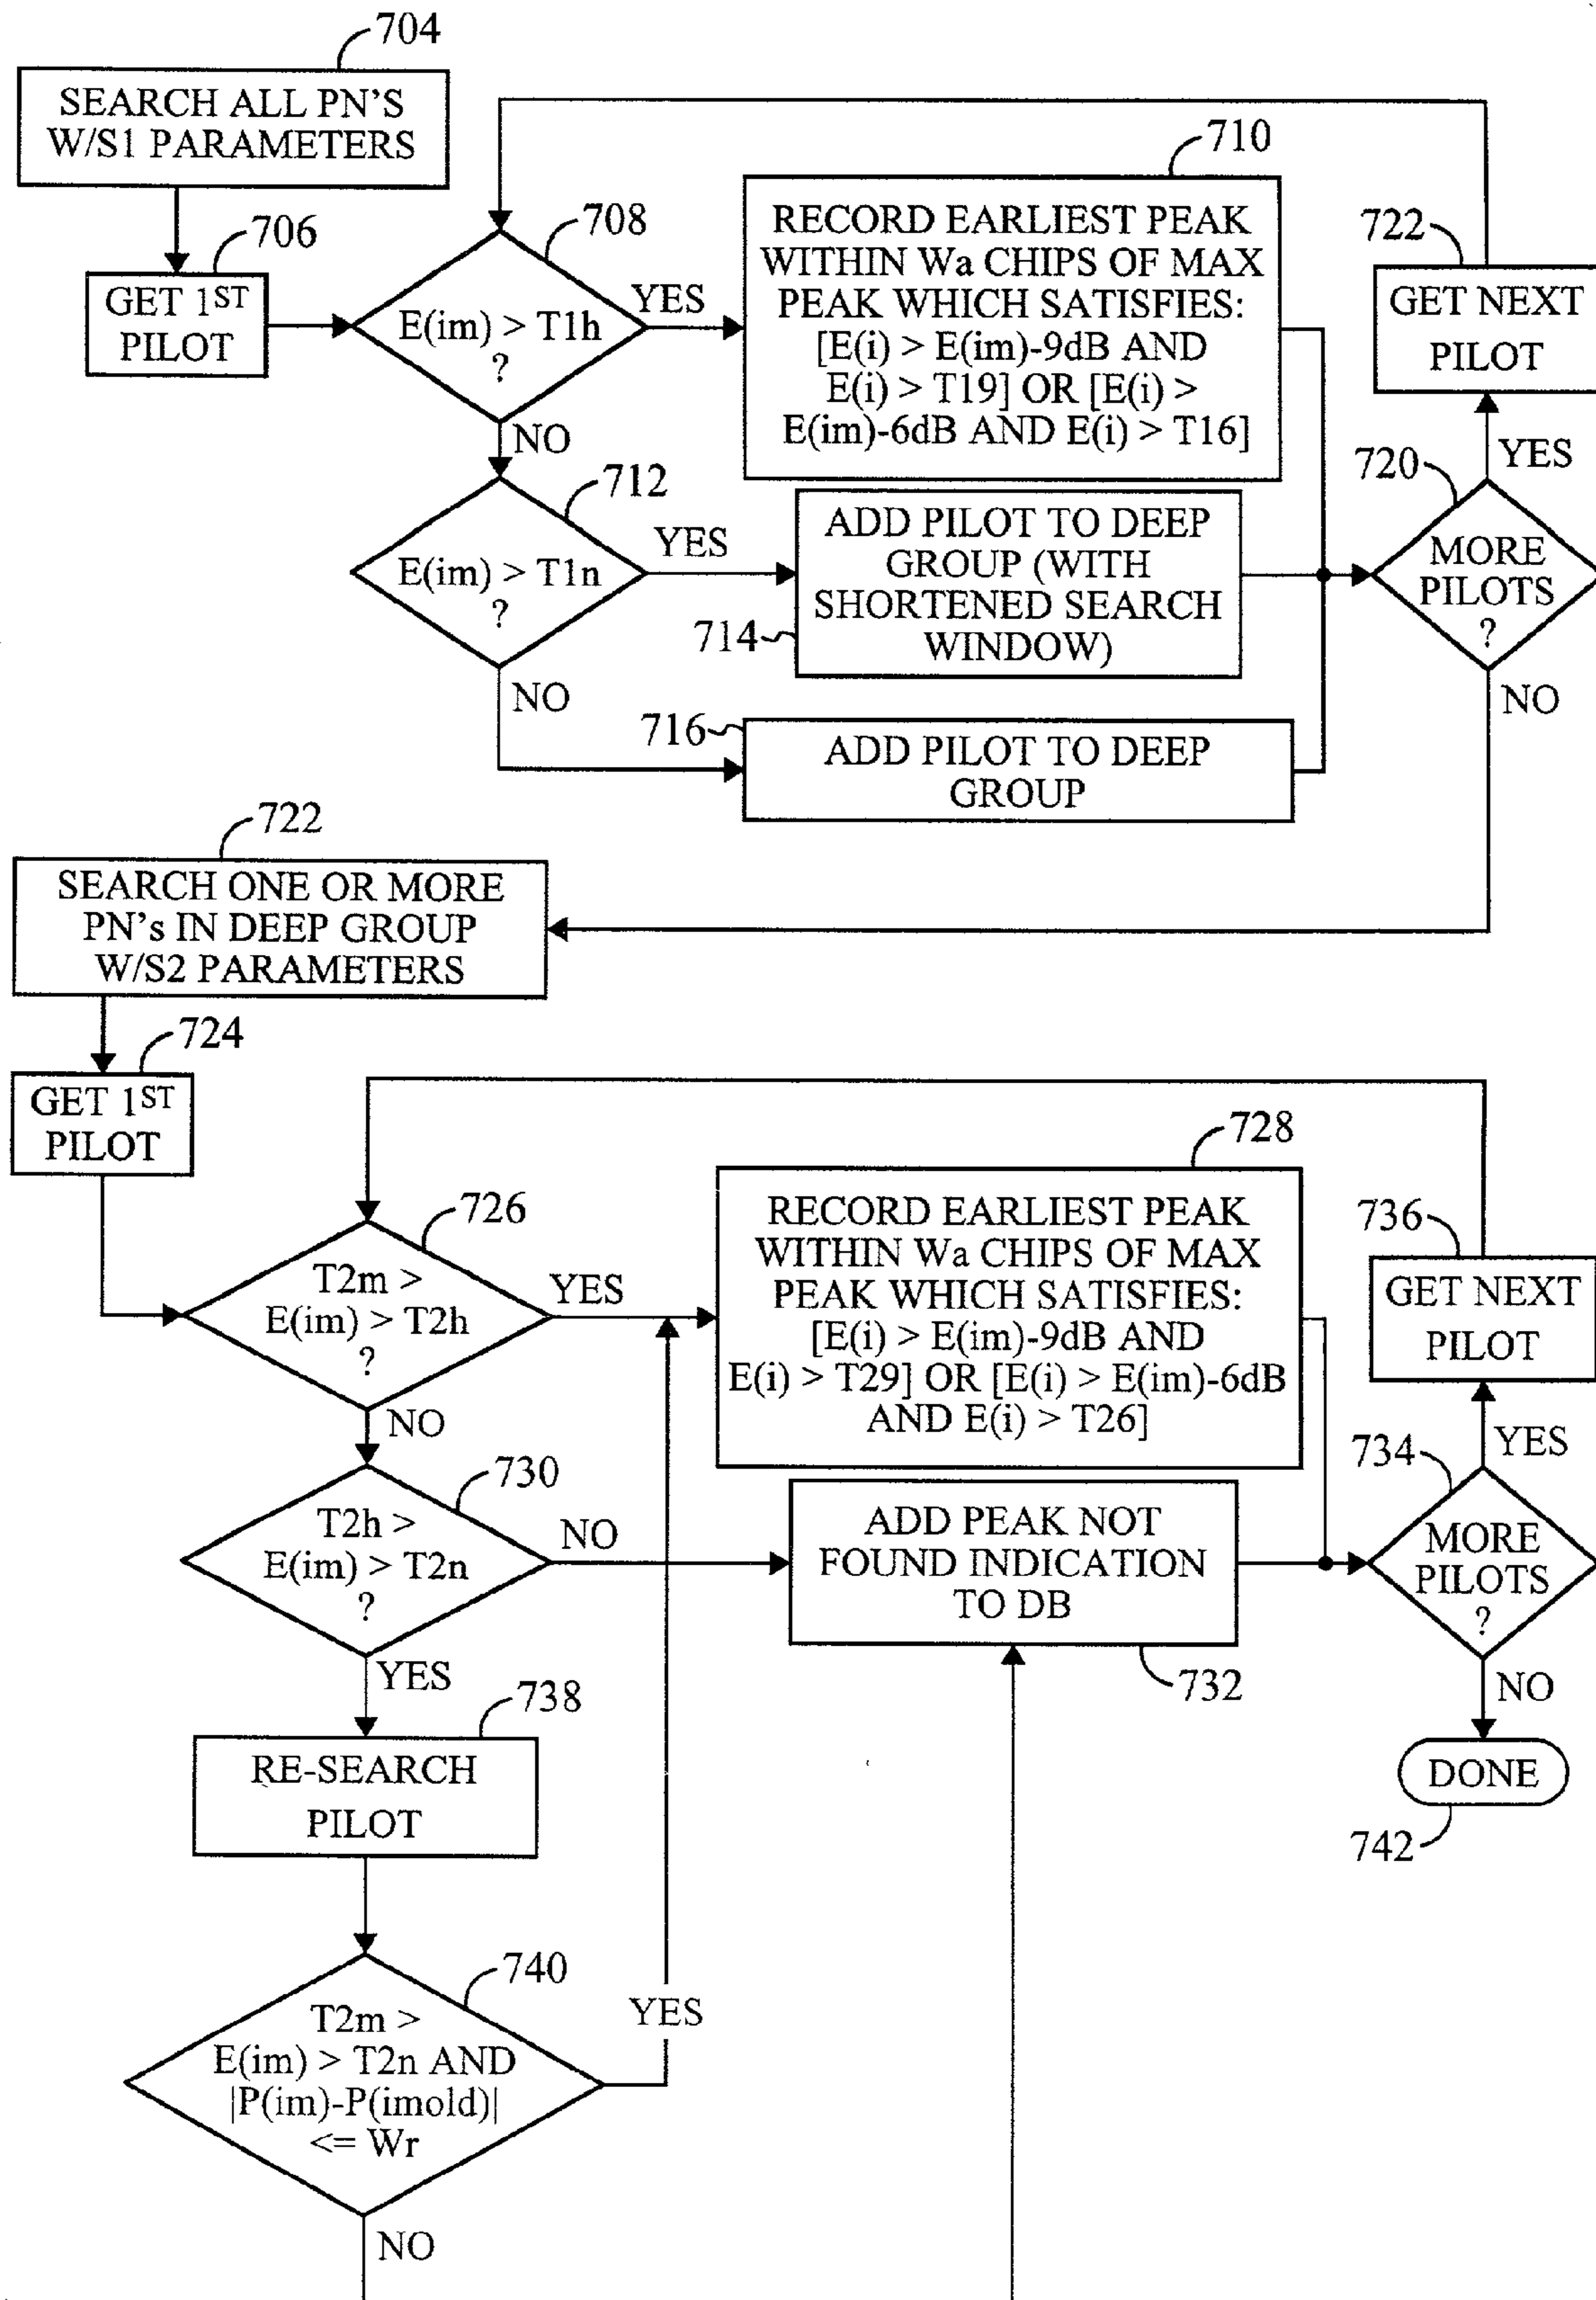 704
SEARCH ALL PN'S
W/S1 PARAMETERS
706
GET 1ST
PILOT
708
E(im) > T1h
?
YES
NO
710
RECORD EARLIEST PEAK
WITHIN Wa CHIPS OF MAX
PEAK WHICH SATISFIES:
[E(i) > E(im)-9dB AND
E(i) > T19] OR [E(i) >
E(im)-6dB AND E(i) > T16]
722
GET NEXT
PILOT
712
E(im) > T1n
?
YES
NO
714
ADD PILOT TO DEEP
GROUP (WITH
SHORTENED SEARCH
WINDOW)
716
ADD PILOT TO DEEP
GROUP
720
YES
MORE
PILOTS
?
NO
722
SEARCH ONE OR MORE
PN's IN DEEP GROUP
W/S2 PARAMETERS
724
GET 1ST
PILOT
726
T2m >
E(im) > T2h
?
YES
NO
728
RECORD EARLIEST PEAK
WITHIN Wa CHIPS OF MAX
PEAK WHICH SATISFIES:
[E(i) > E(im)-9dB AND
E(i) > T29] OR [E(i) > E(im)-6dB
AND E(i) > T26]
736
GET NEXT
PILOT
730
T2h >
E(im) > T2n
?
NO
YES
ADD PEAK NOT
FOUND INDICATION
TO DB
732
734
YES
MORE
PILOTS
?
NO
DONE
742
738
RE-SEARCH
PILOT
740
T2m >
E(im) > T2n AND
|P(im)-P(imold)|
<= Wr
YES
NO